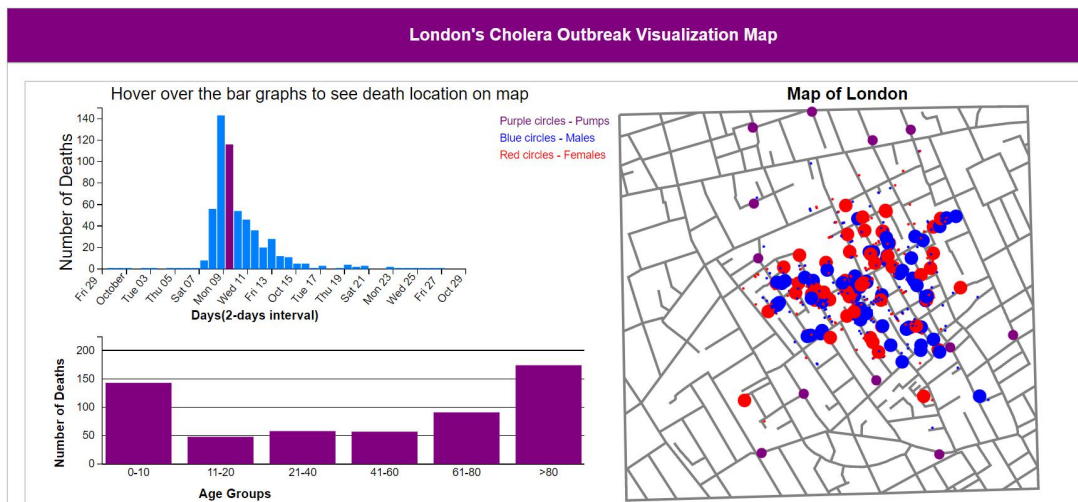 London's Cholera Outbreak Visualization Map
Hover over the bar graphs to see death location on map
Number of Deaths
140
120
100
80
60
40
20
0
Fri 29
October
Tue 03
Thu 05
Sat 07
Mon 09
Wed 11
Fri 13
Oct 15
Tue 17
Thu 19
Sat 21
Mon 23
Wed 25
Fri 27
Oct 29
Days(2-days interval)
Purple circles - Pumps
Blue circles - Males
Red circles - Females
Map of London
Number of Deaths
200
150
100
50
0
0-10
11-20
21-40
41-60
61-80
>80
Age Groups